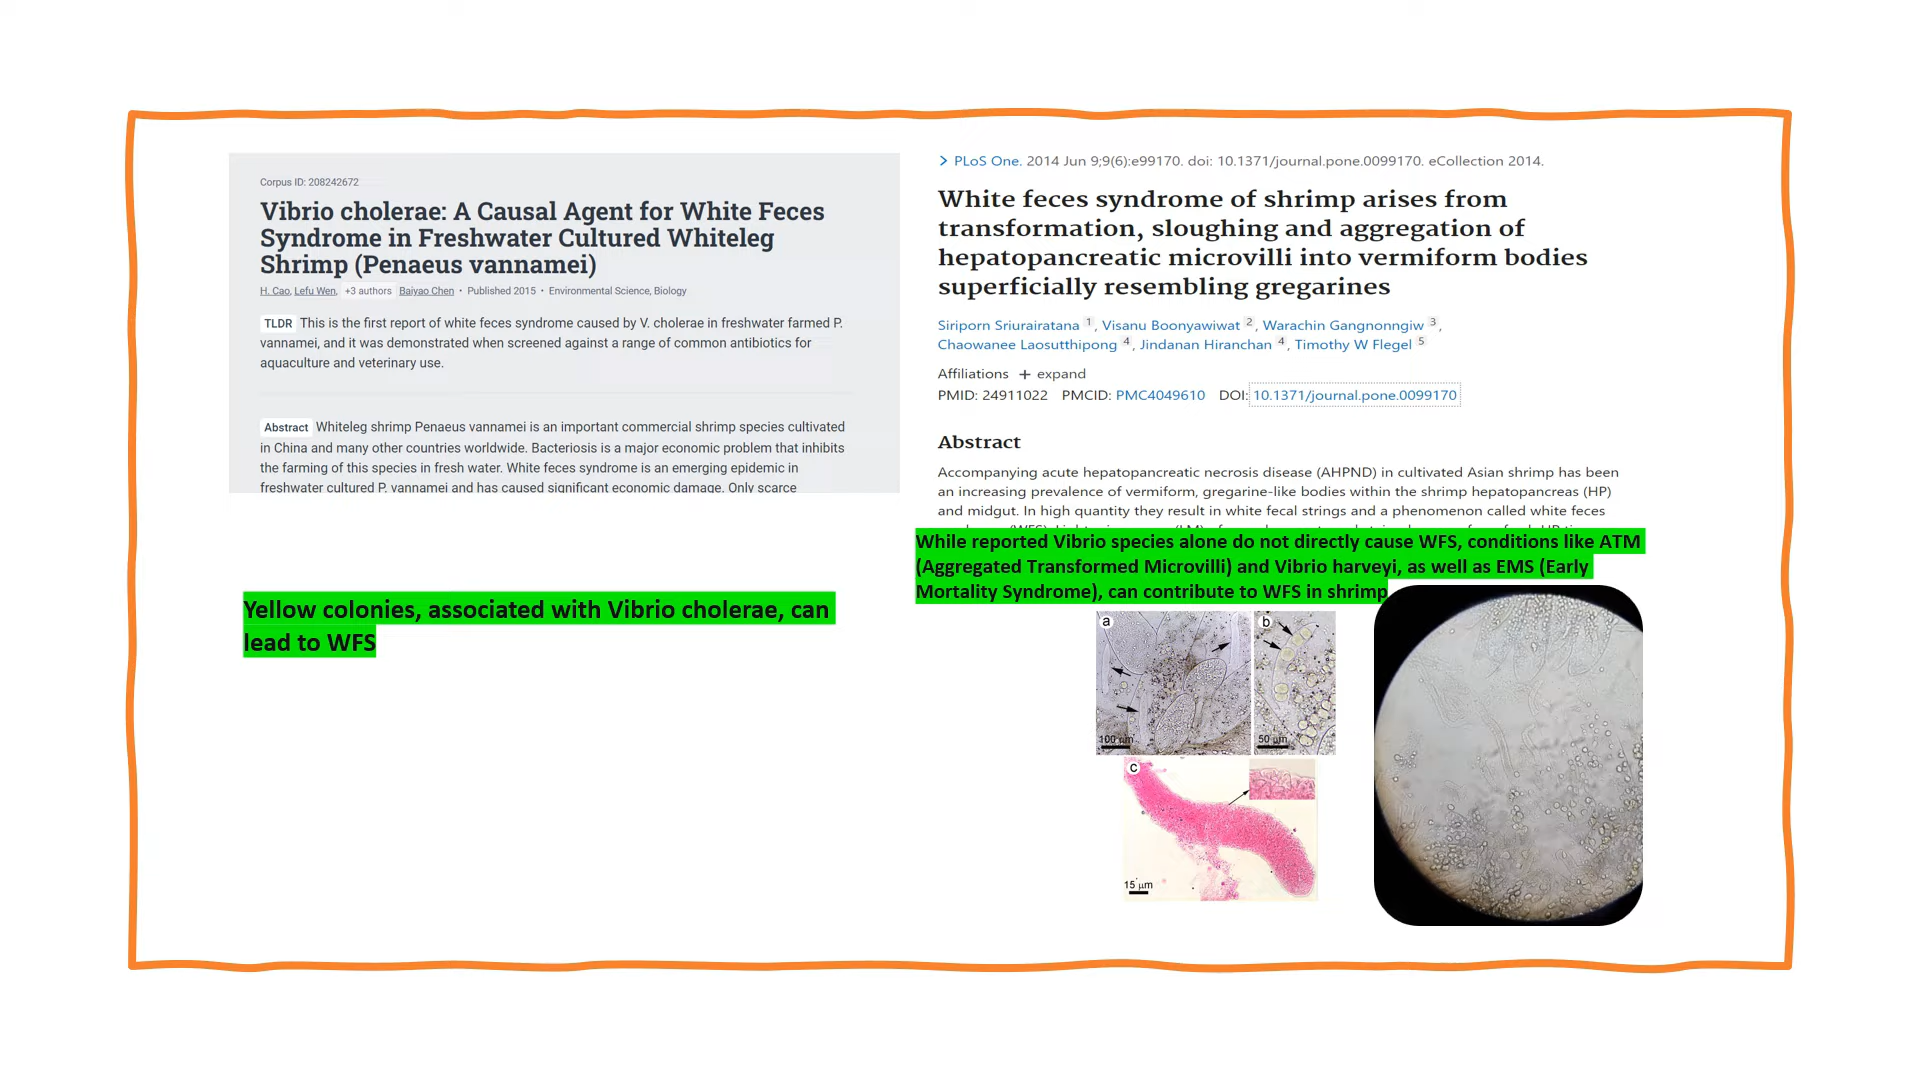 Corpus ID: 208242672
Vibrio cholerae: A Causal Agent for White Feces
Syndrome in Freshwater Cultured Whiteleg
Shrimp (Penaeus vannamei)
H. Cao, Lefu Wen, +3 authors Baiyao Chen • Published 2015 • Environmental Science, Biology
TLDR This is the first report of white feces syndrome caused by V. cholerae in freshwater farmed P.
vannamei, and it was demonstrated when screened against a range of common antibiotics for
aquaculture and veterinary use.
Abstract Whiteleg shrimp Penaeus vannamei is an important commercial shrimp species cultivated
in China and many other countries worldwide. Bacteriosis is a major economic problem that inhibits
the farming of this species in fresh water. White feces syndrome is an emerging epidemic in
freshwater cultured P. vannamei and has caused significant economic damage. Only scarce
Yellow colonies, associated with Vibrio cholerae, can
lead to WFS
> PLoS One. 2014 Jun 9;9(6):e99170. doi: 10.1371/journal.pone.0099170. eCollection 2014.
White feces syndrome of shrimp arises from
transformation, sloughing and aggregation of
hepatopancreatic microvilli into vermiform bodies
superficially resembling gregarines
Siriporn Sriurairatana 1, Visanu Boonyawiwat 2, Warachin Gangnonngiw 3,
Chaowanee Laosutthipong 4, Jindanan Hiranchan 4, Timothy W Flegel 5
Affiliations + expand
PMID: 24911022 PMCID: PMC4049610 DOI: 10.1371/journal.pone.0099170
Abstract
Accompanying acute hepatopancreatic necrosis disease (AHPND) in cultivated Asian shrimp has been
an increasing prevalence of vermiform, gregarine-like bodies within the shrimp hepatopancreas (HP)
and midgut. In high quantity they result in white fecal strings and a phenomenon called white feces
While reported Vibrio species alone do not directly cause WFS, conditions like ATM
(Aggregated Transformed Microvilli) and Vibrio harveyi, as well as EMS (Early
Mortality Syndrome), can contribute to WFS in shrimp
a
b
100 µm
50 µm
c
15 µm